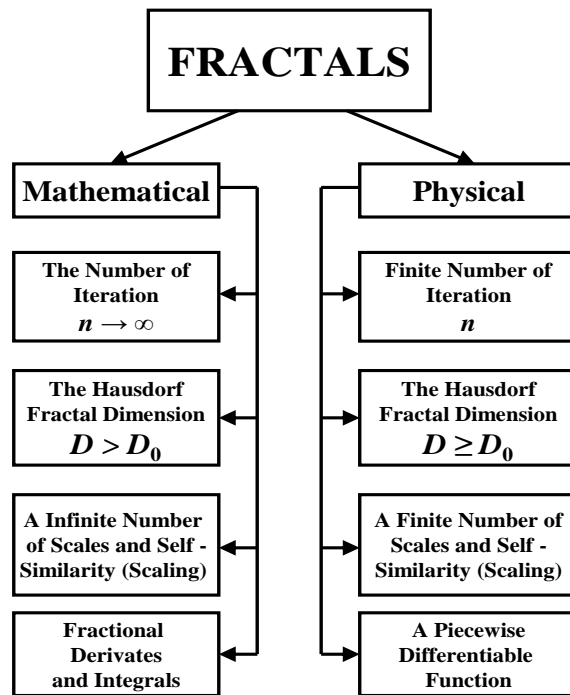 FRACTALS
Mathematical
The Number of
Iteration
n → ∞
The Hausdorf
Fractal Dimension
D > D₀
A Infinite Number
of Scales and Self -
Similarity (Scaling)
Fractional
Derivates
and Integrals
Physical
Finite Number of
Iteration
n
The Hausdorf
Fractal Dimension
D ≥ D₀
A Finite Number of
Scales and Self -
Similarity (Scaling)
A Piecewise
Differentiable
Function